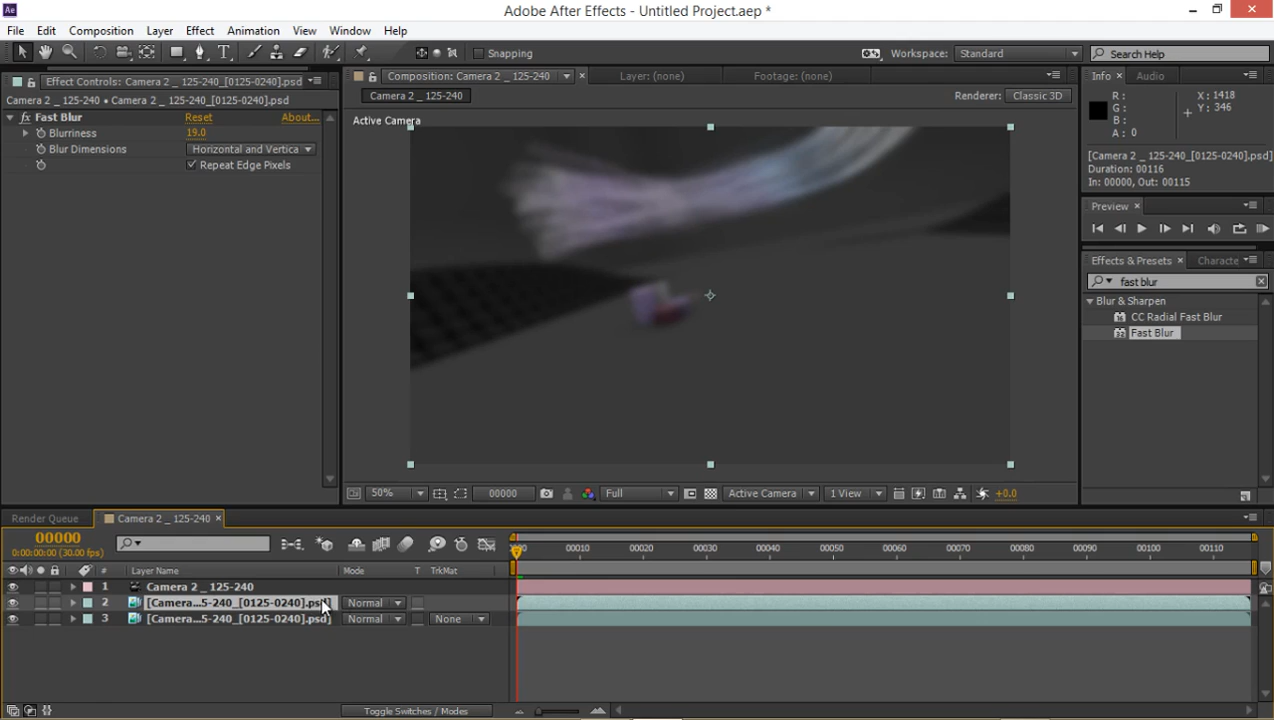 Ae
Adobe After Effects - Untitled Project.aep *
File Edit Composition Layer Effect Animation View Window Help
T Snapping Workspace: Standard Search Help
Effect Controls: Camera 2 _ 125-240_[0125-0240].psd
Camera 2 _ 125-240 • Camera 2 _ 125-240_[0125-0240].psd
fx Fast Blur Reset About...
Blurriness 19.0
Blur Dimensions Horizontal and Vertica
Repeat Edge Pixels
Composition: Camera 2 _ 125-240 Layer: (none) Footage: (none)
Camera 2 _ 125-240 Renderer: Classic 3D
Active Camera
50% 00000 Full Active Camera 1 View +0.0
Info Audio
R: X: 1418
G: Y: 346
B:
A: 0
[Camera 2 _ 125-240_[0125-0240].psd]
Duration: 00116
In: 00000, Out: 00115
Preview
Effects & Presets Characte
fast blur
Blur & Sharpen
CC Radial Fast Blur
Fast Blur
Render Queue Camera 2 _ 125-240
00000
0:00:00:00 (30.00 fps)
00010 00020 00030 00040 00050 00060 00070 00080 00090 00100 00110
# Layer Name Mode T TrkMat
1 Camera 2 _ 125-240
2 [Camera...5-240_[0125-0240].psd] Normal
3 [Camera...5-240_[0125-0240].psd] Normal None
Toggle Switches / Modes